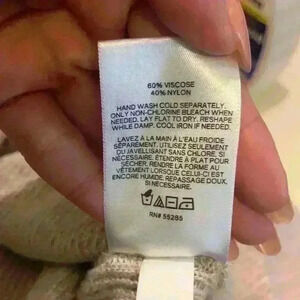 60% VISCOSE
40% NYLON
HAND WASH COLD SEPARATELY.
ONLY NON-CHLORINE BLEACH WHEN
NEEDED. LAY FLAT TO DRY. RESHAPE
WHILE DAMP. COOL IRON IF NEEDED.
LAVEZ À LA MAIN À L'EAU FROIDE
SÉPAREMENT. UTILISEZ SEULEMENT
OU JAVELLISANT SANS CHLORE, SI
NÉCESSAIRE. ÉTENDRE À PLAT POUR
SÉCHER. RENDRE LA FORME AU
VÊTEMENT LORSQUE CELUI-CI EST
ENCORE HUMIDE. REPASSAGE DOUX,
SI NÉCESSAIRE.
RN# 55285